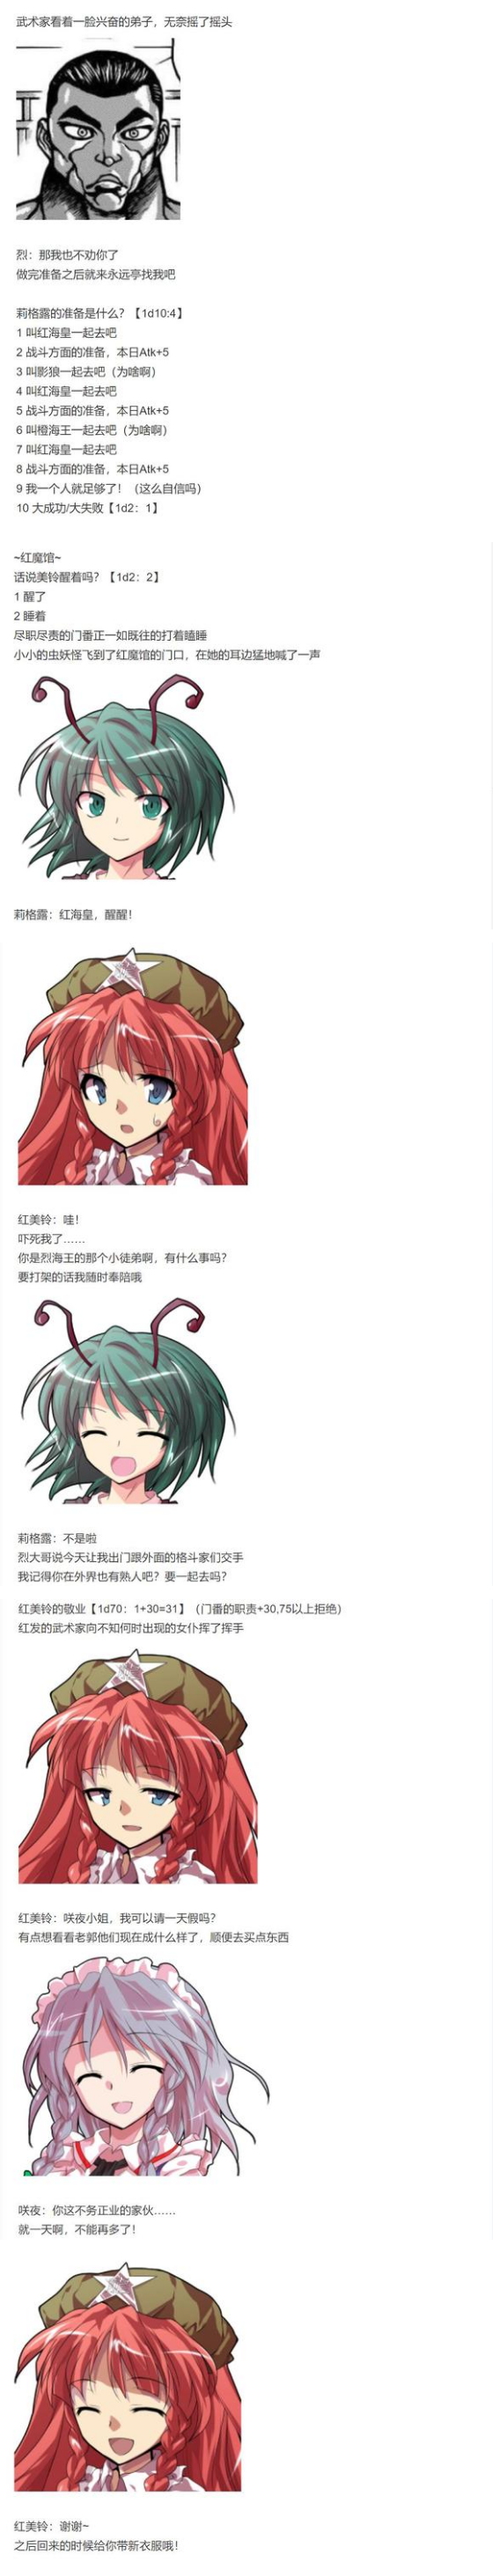 武术家看着一脸兴奋的弟子，无奈摇了摇头
烈：那我也不劝你了
做完准备之后就来永远亭找我吧
莉格露的准备是什么？【1d10:4】
1 叫红海皇一起去吧
2 战斗方面的准备，本日Atk+5
3 叫影狼一起去吧（为啥啊）
4 叫红海皇一起去吧
5 战斗方面的准备，本日Atk+5
6 叫橙海王一起去吧（为啥啊）
7 叫红海皇一起去吧
8 战斗方面的准备，本日Atk+5
9 我一个人就足够了！（这么自信吗）
10 大成功/大失败【1d2：1】
~红魔馆~
话说美铃醒着吗？【1d2：2】
1 醒了
2 睡着
尽职尽责的门番正一如既往的打着瞌睡
小小的虫妖怪飞到了红魔馆的门口，在她的耳边猛地喊了一声
莉格露：红海皇，醒醒！
红美铃：哇！
吓死我了……
你是烈海王的那个小徒弟啊，有什么事吗？
要打架的话我随时奉陪哦
莉格露：不是啦
烈大哥说今天让我出门跟外面的格斗家们交手
我记得你在外界也有熟人吧？要一起去吗？
红美铃的敬业【1d70：1+30=31】（门番的职责+30,75以上拒绝）
红发的武术家向不知何时出现的女仆挥了挥手
红美铃：咲夜小姐，我可以请一天假吗？
有点想看看老郭他们现在成什么样了，顺便去买点东西
咲夜：你这不务正业的家伙……
就一天啊，不能再多了！
红美铃：谢谢~
之后回来的时候给你带新衣服哦！